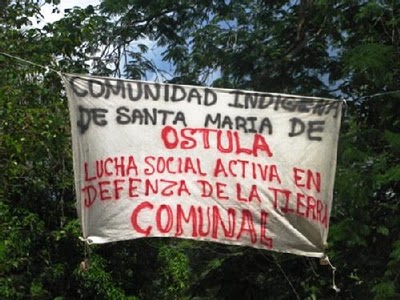 COMUNIDAD INDIGENA
DE SANTA MARIA DE
OSTULA
LUCHA SOCIAL ACTIVA EN
DEFENZA DE LA TIERRA
COMUNAL